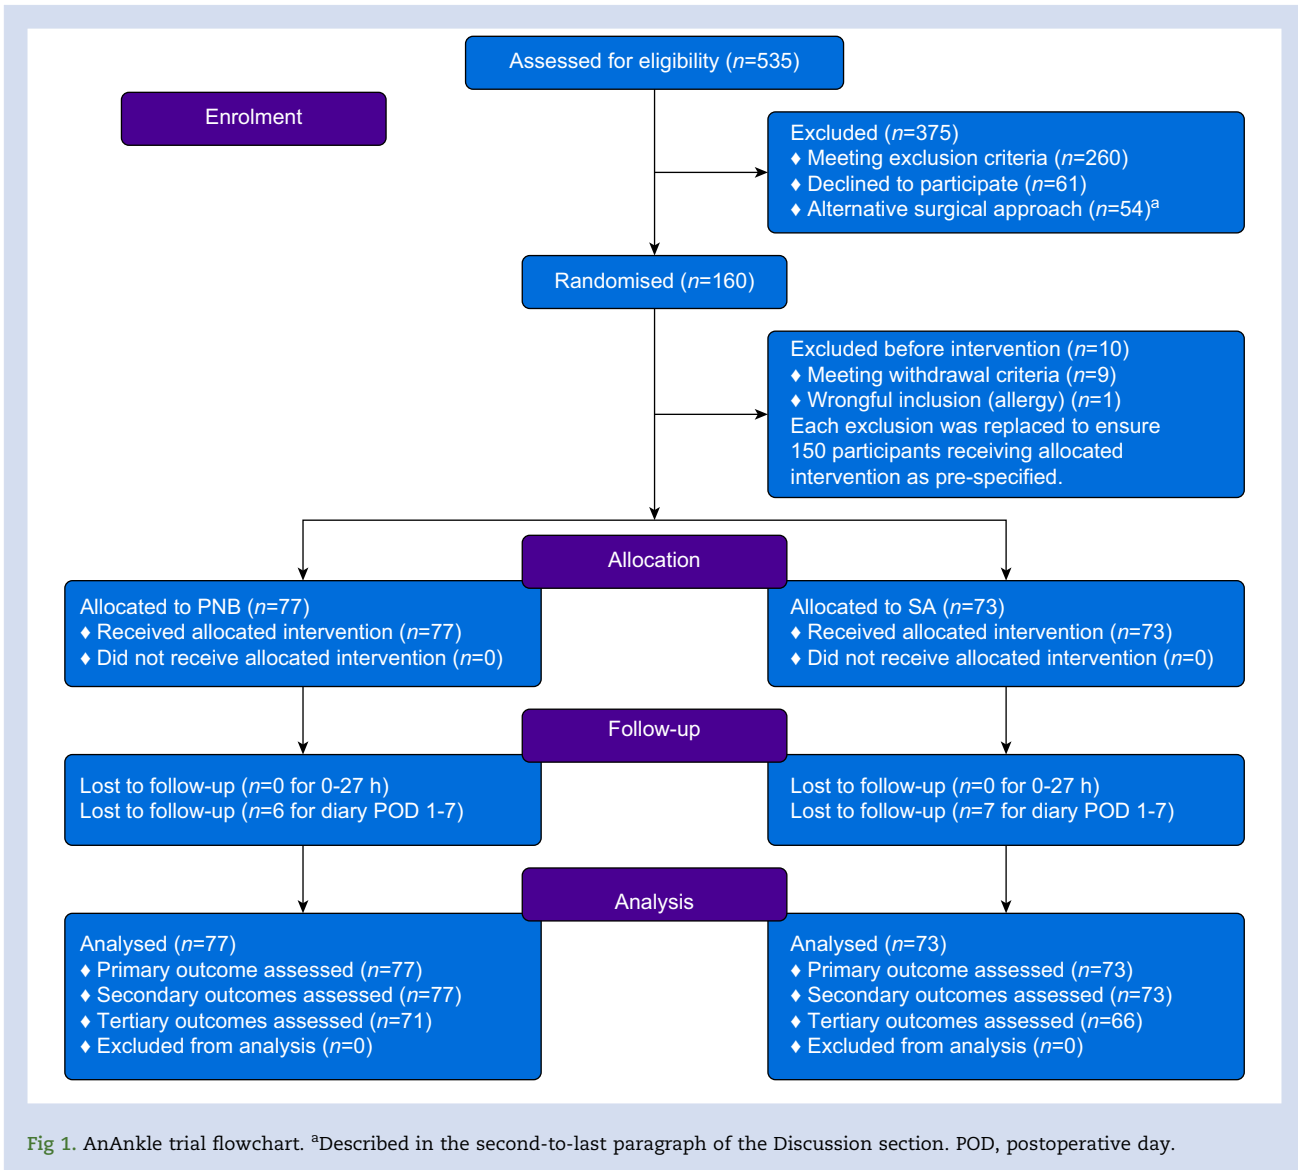 Assessed for eligibility (n=535)
Enrolment
Excluded (n=375)
♦ Meeting exclusion criteria (n=260)
♦ Declined to participate (n=61)
♦ Alternative surgical approach (n=54)a
Randomised (n=160)
Excluded before intervention (n=10)
♦ Meeting withdrawal criteria (n=9)
♦ Wrongful inclusion (allergy) (n=1)
Each exclusion was replaced to ensure
150 participants receiving allocated
intervention as pre-specified.
Allocation
Allocated to PNB (n=77)
♦ Received allocated intervention (n=77)
♦ Did not receive allocated intervention (n=0)
Allocated to SA (n=73)
♦ Received allocated intervention (n=73)
♦ Did not receive allocated intervention (n=0)
Follow-up
Lost to follow-up (n=0 for 0-27 h)
Lost to follow-up (n=6 for diary POD 1-7)
Lost to follow-up (n=0 for 0-27 h)
Lost to follow-up (n=7 for diary POD 1-7)
Analysis
Analysed (n=77)
♦ Primary outcome assessed (n=77)
♦ Secondary outcomes assessed (n=77)
♦ Tertiary outcomes assessed (n=71)
♦ Excluded from analysis (n=0)
Analysed (n=73)
♦ Primary outcome assessed (n=73)
♦ Secondary outcomes assessed (n=73)
♦ Tertiary outcomes assessed (n=66)
♦ Excluded from analysis (n=0)
Fig 1. AnAnkle trial flowchart. aDescribed in the second-to-last paragraph of the Discussion section. POD, postoperative day.